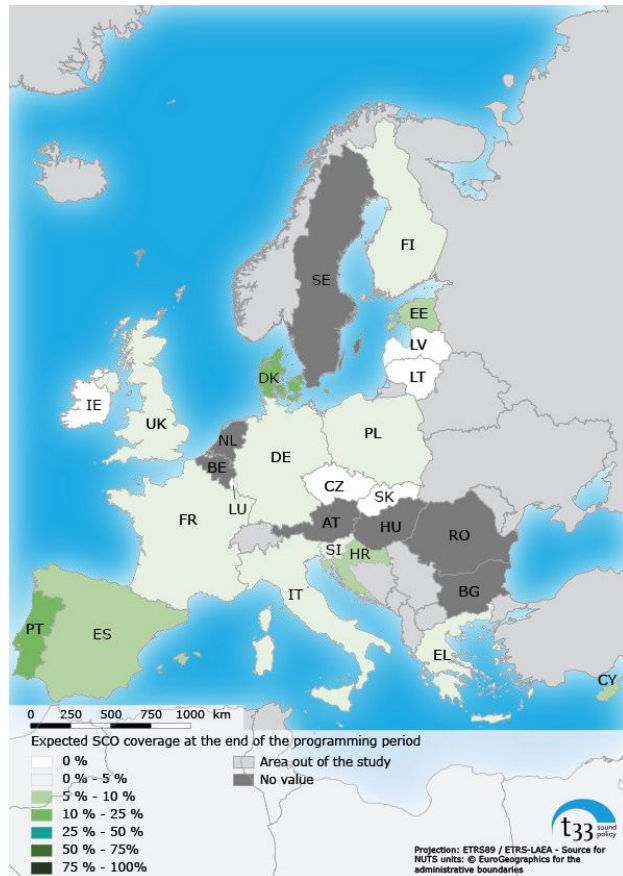 FI
SE
EE
LV
DK
LT
IE
UK
NL
PL
BE
DE
CZ
LU
SK
FR
AT
HU
RO
SI
HR
IT
BG
PT
ES
EL
CY
0 250 500 750 1000 km
Expected SCO coverage at the end of the programming period
0 %
0 % - 5 %
5 % - 10 %
10 % - 25 %
25 % - 50 %
50 % - 75%
75 % - 100%
Area out of the study
No value
t33 sound policy
Projection: ETRS89 / ETRS-LAEA - Source for
NUTS units: © EuroGeographics for the
administrative boundaries